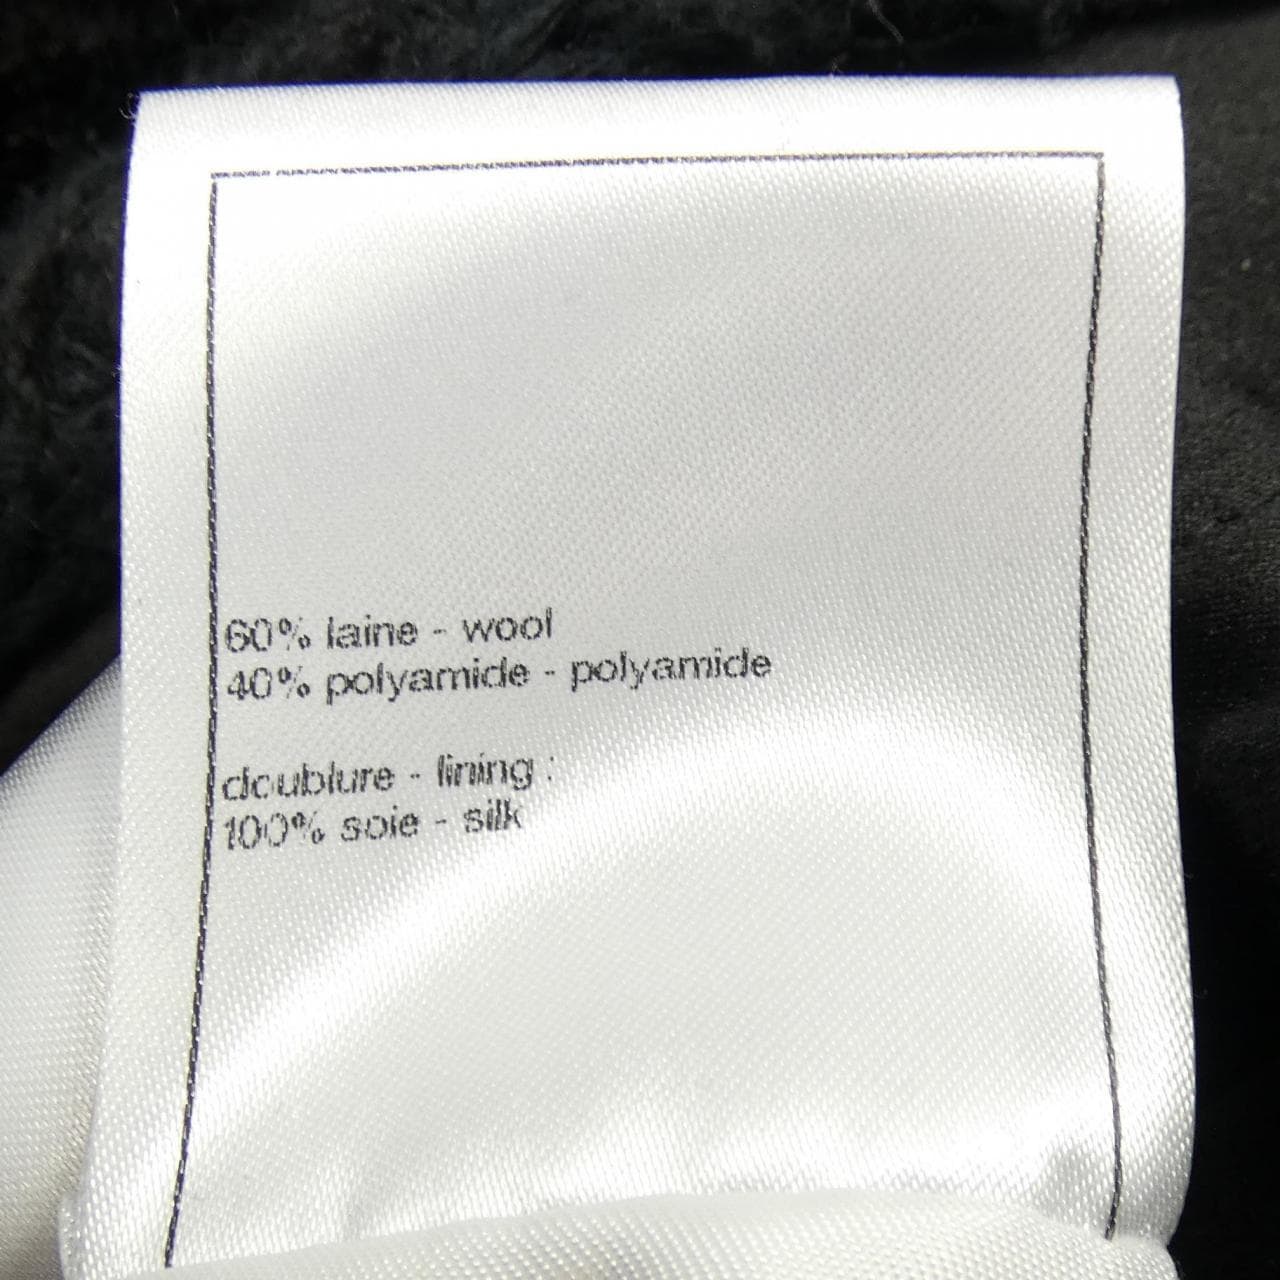 60% laine - wool
40% polyamide - polyamide
doublure - lining :
100% soie - silk